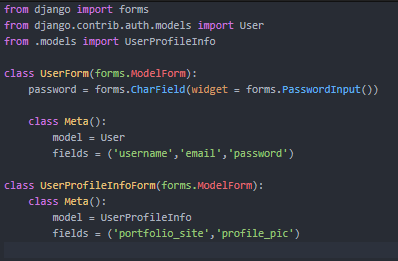 from django import forms
from django.contrib.auth.models import User
from .models import UserProfileInfo

class UserForm(forms.ModelForm):
    password = forms.CharField(widget = forms.PasswordInput())

    class Meta():
        model = User
        fields = ('username','email','password')

class UserProfileInfoForm(forms.ModelForm):
    class Meta():
        model = UserProfileInfo
        fields = ('portfolio_site','profile_pic')